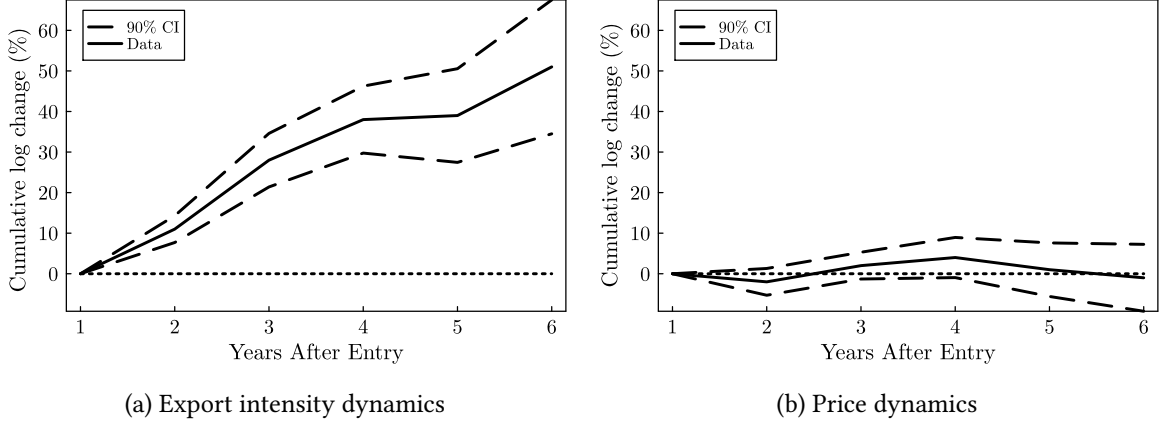 Cumulative log change (%)
60
50
40
30
20
10
0
90% CI
Data
1 2 3 4 5 6
Years After Entry
(a) Export intensity dynamics
Cumulative log change (%)
60
50
40
30
20
10
0
90% CI
Data
1 2 3 4 5 6
Years After Entry
(b) Price dynamics